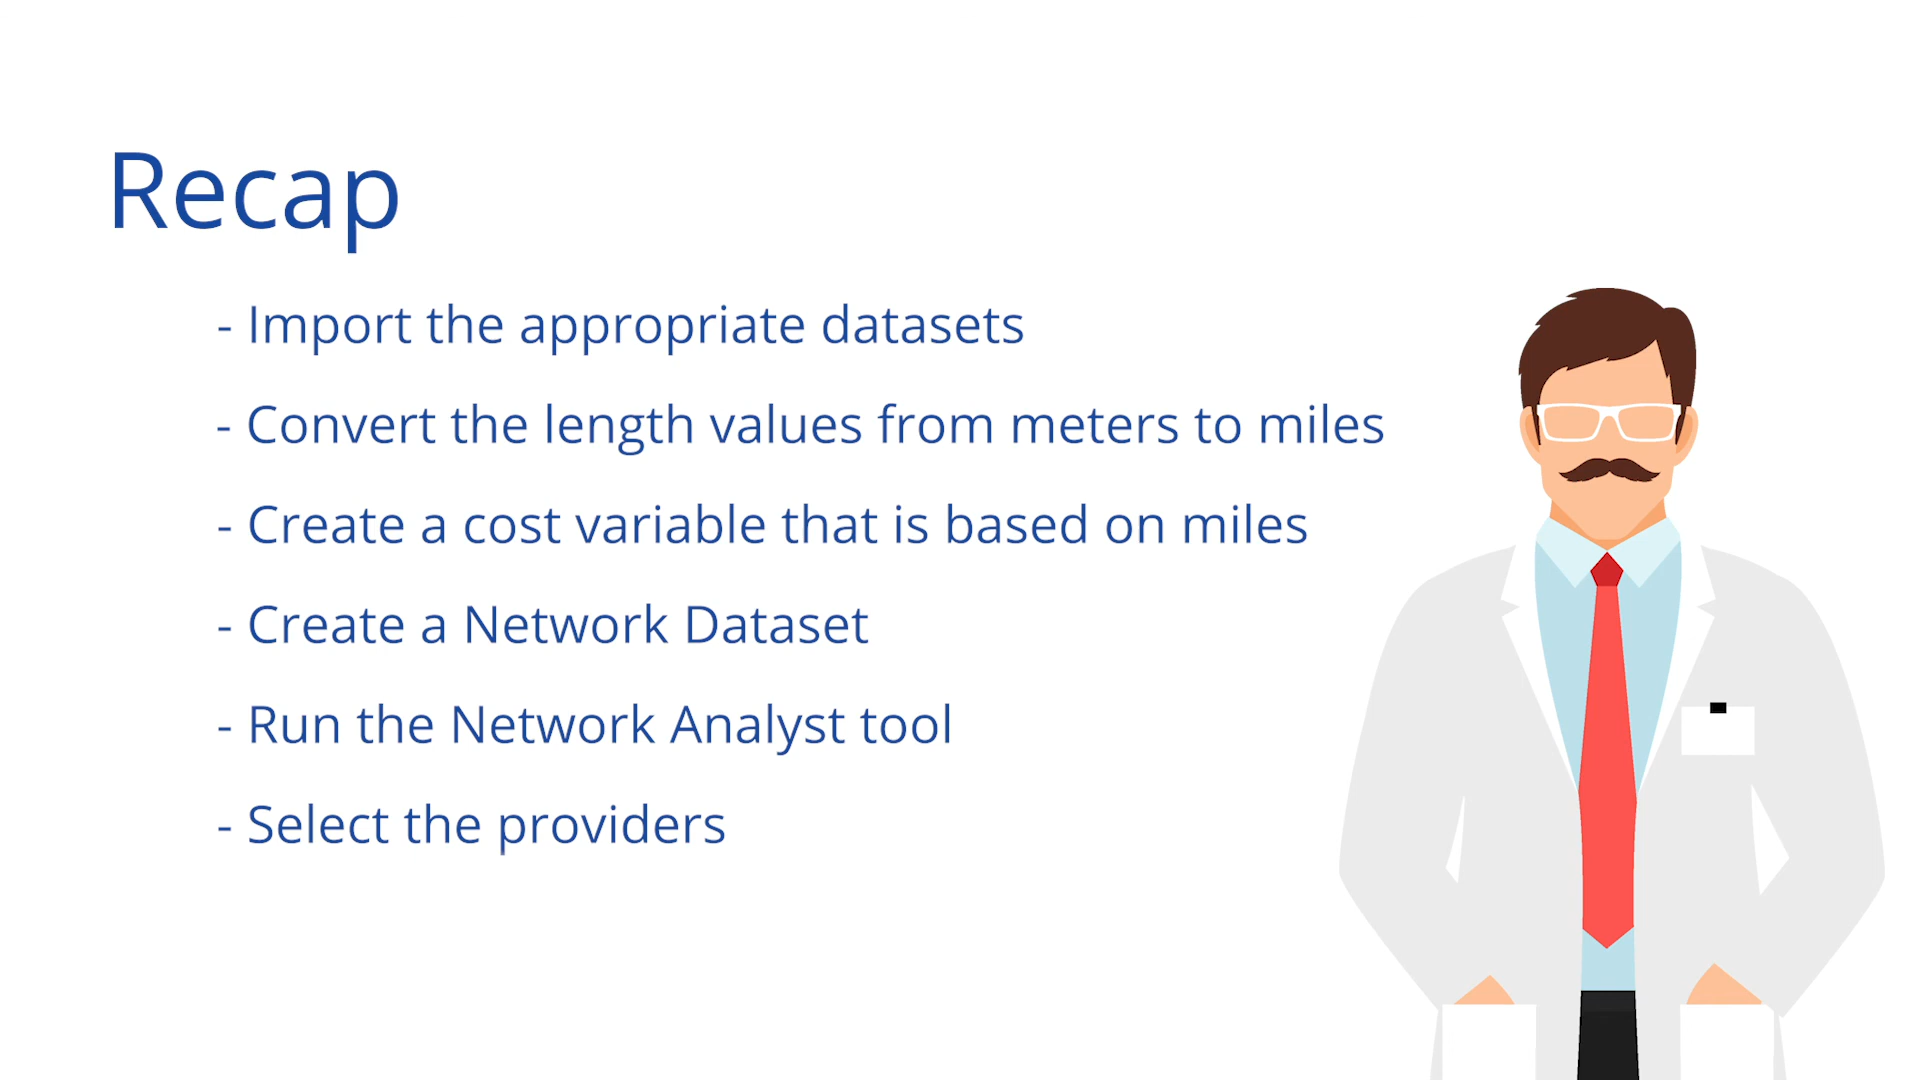 Recap
- Import the appropriate datasets
- Convert the length values from meters to miles
- Create a cost variable that is based on miles
- Create a Network Dataset
- Run the Network Analyst tool
- Select the providers